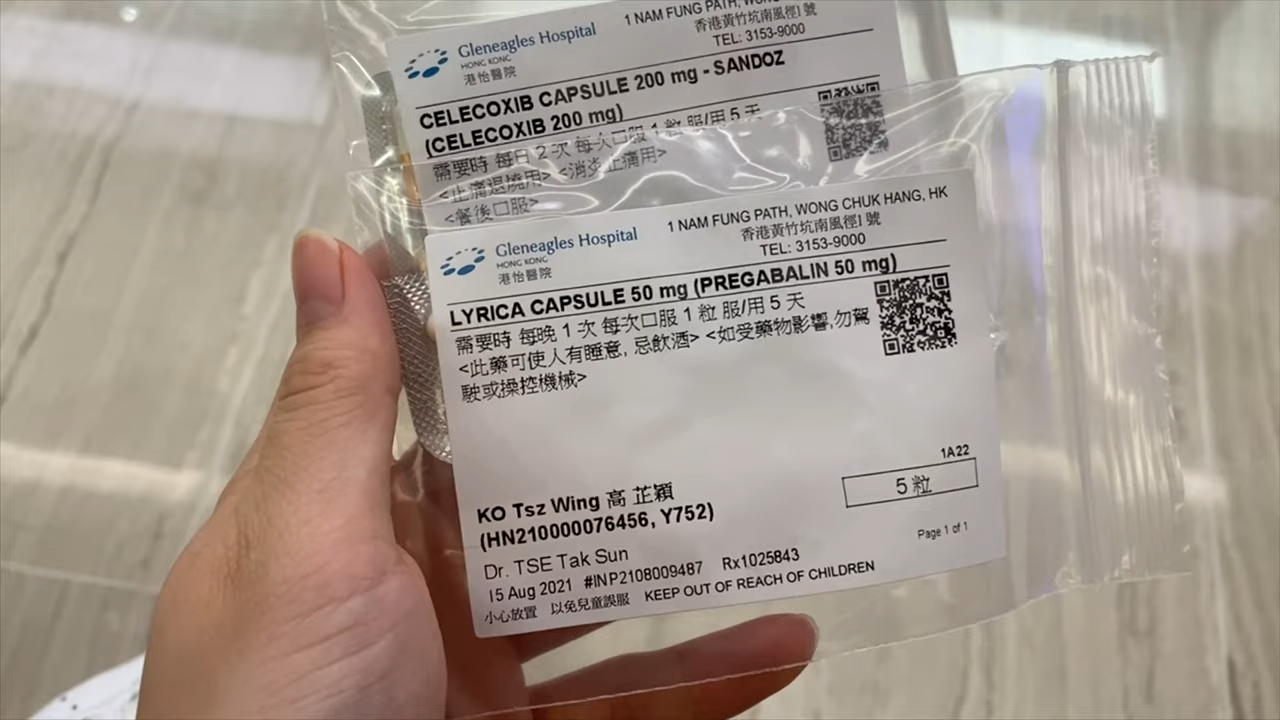 Gleneagles Hospital
HONG KONG
港怡醫院
1 NAM FUNG PATH,
香港黃竹坑南風徑1 號
TEL: 3153-9000
CELECOXIB CAPSULE 200 mg - SANDOZ
(CELECOXIB 200 mg)
需要時 每日 2 次 每次口服 1 粒 服/用 5 天
<止痛退燒用> <消炎止痛用>
<餐後口服>
Gleneagles Hospital
HONG KONG
港怡醫院
1 NAM FUNG PATH, WONG CHUK HANG, HK
香港黃竹坑南風徑1 號
TEL: 3153-9000
LYRICA CAPSULE 50 mg (PREGABALIN 50 mg)
需要時 每晚 1 次 每次口服 1 粒 服/用 5 天
<此藥可使人有睡意, 忌飲酒> <如受藥物影響,勿駕
駛或操控機械>
1A22
5 粒
KO Tsz Wing 高 芷穎
(HN210000076456, Y752)
Dr. TSE Tak Sun
Page 1 of 1
15 Aug 2021 #INP2108009487 Rx1025843
小心放置 以免兒童誤服 KEEP OUT OF REACH OF CHILDREN